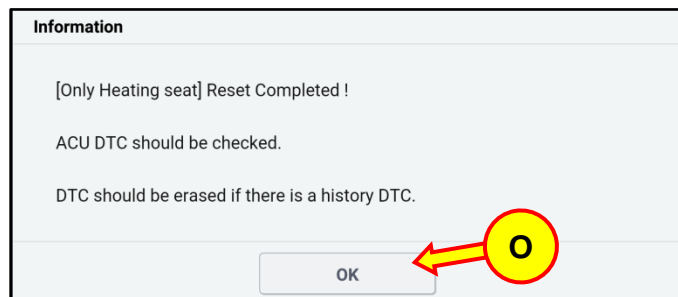 Information
[Only Heating seat] Reset Completed !
ACU DTC should be checked.
DTC should be erased if there is a history DTC.
O
OK